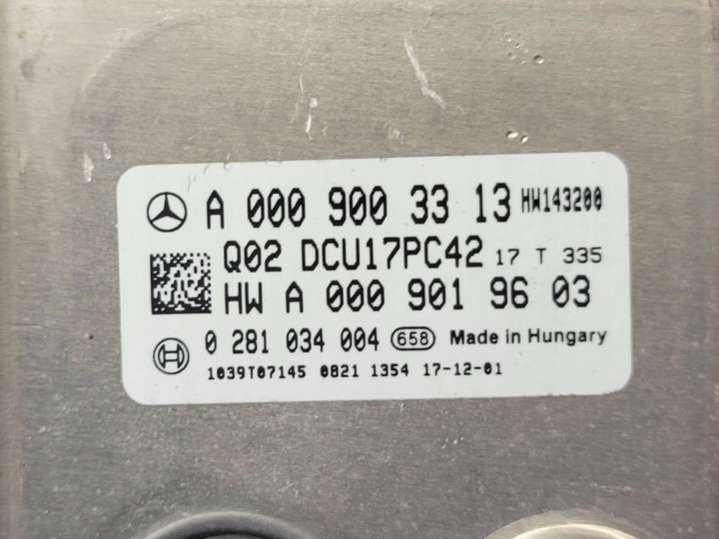 A 000 900 33 13 HW143200
Q02 DCU17PC42 17 T 335
HW A 000 901 96 03
0 281 034 004 658 Made in Hungary
1039T07145 0821 1354 17-12-01